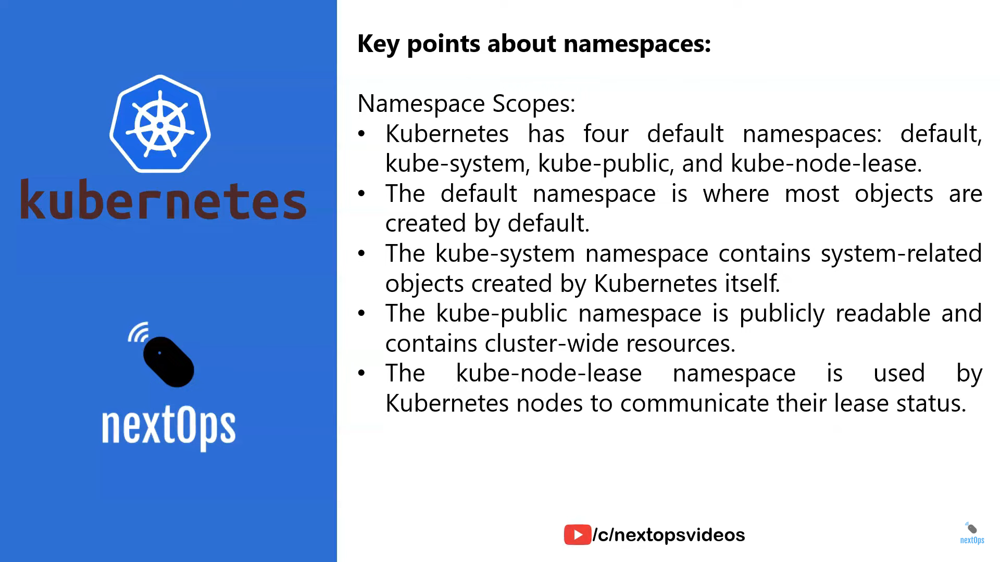 kubernetes
nextOps
Key points about namespaces:
Namespace Scopes:
• Kubernetes has four default namespaces: default,
kube-system, kube-public, and kube-node-lease.
• The default namespace is where most objects are
created by default.
• The kube-system namespace contains system-related
objects created by Kubernetes itself.
• The kube-public namespace is publicly readable and
contains cluster-wide resources.
• The kube-node-lease namespace is used by
Kubernetes nodes to communicate their lease status.
/c/nextopsvideos
nextOps